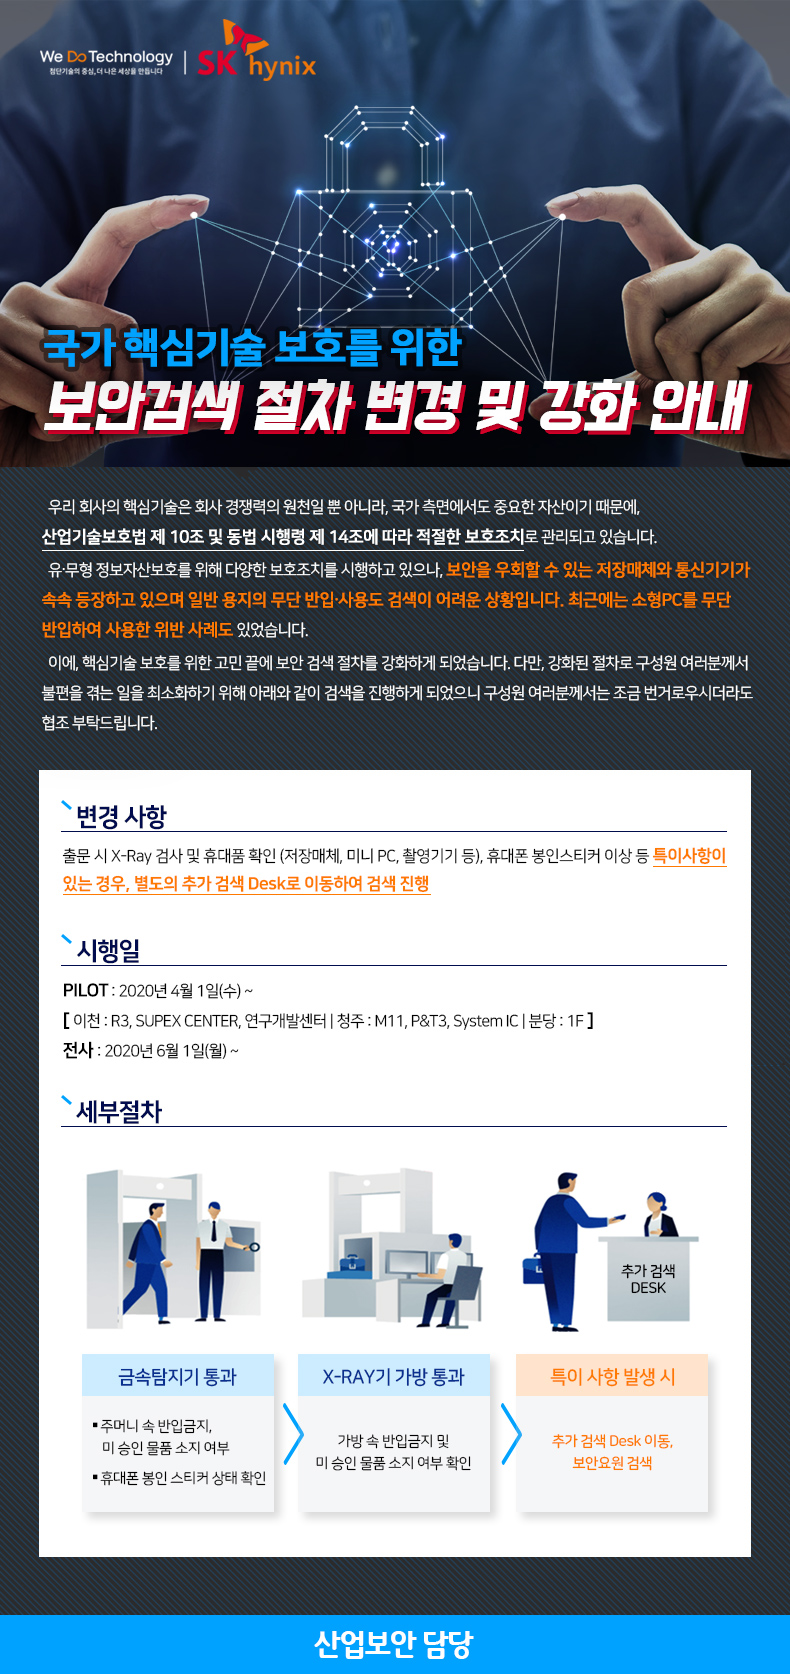 We Do Technology
첨단기술의 중심, 더 나은 세상을 만듭니다
SK hynix
국가 핵심기술 보호를 위한
보안검색 절차 변경 및 강화 안내
우리 회사의 핵심기술은 회사 경쟁력의 원천일 뿐 아니라, 국가 측면에서도 중요한 자산이기 때문에,
산업기술보호법 제 10조 및 동법 시행령 제 14조에 따라 적절한 보호조치로 관리되고 있습니다.
유·무형 정보자산보호를 위해 다양한 보호조치를 시행하고 있으나, 보안을 우회할 수 있는 저장매체와 통신기기가
속속 등장하고 있으며 일반 용지의 무단 반입·사용도 검색이 어려운 상황입니다. 최근에는 소형PC를 무단
반입하여 사용한 위반 사례도 있었습니다.
이에, 핵심기술 보호를 위한 고민 끝에 보안 검색 절차를 강화하게 되었습니다. 다만, 강화된 절차로 구성원 여러분께서
불편을 겪는 일을 최소화하기 위해 아래와 같이 검색을 진행하게 되었으니 구성원 여러분께서는 조금 번거로우시더라도
협조 부탁드립니다.
변경 사항
출문 시 X-Ray 검사 및 휴대품 확인 (저장매체, 미니 PC, 촬영기기 등), 휴대폰 봉인스티커 이상 등 특이사항이
있는 경우, 별도의 추가 검색 Desk로 이동하여 검색 진행
시행일
PILOT : 2020년 4월 1일(수) ~
[ 이천 : R3, SUPEX CENTER, 연구개발센터 | 청주 : M11, P&T3, System IC | 분당 : 1F ]
전사 : 2020년 6월 1일(월) ~
세부절차
추가 검색
DESK
금속탐지기 통과
▪ 주머니 속 반입금지,
미 승인 물품 소지 여부
▪ 휴대폰 봉인 스티커 상태 확인
X-RAY기 가방 통과
가방 속 반입금지 및
미 승인 물품 소지 여부 확인
특이 사항 발생 시
추가 검색 Desk 이동,
보안요원 검색
산업보안 담당